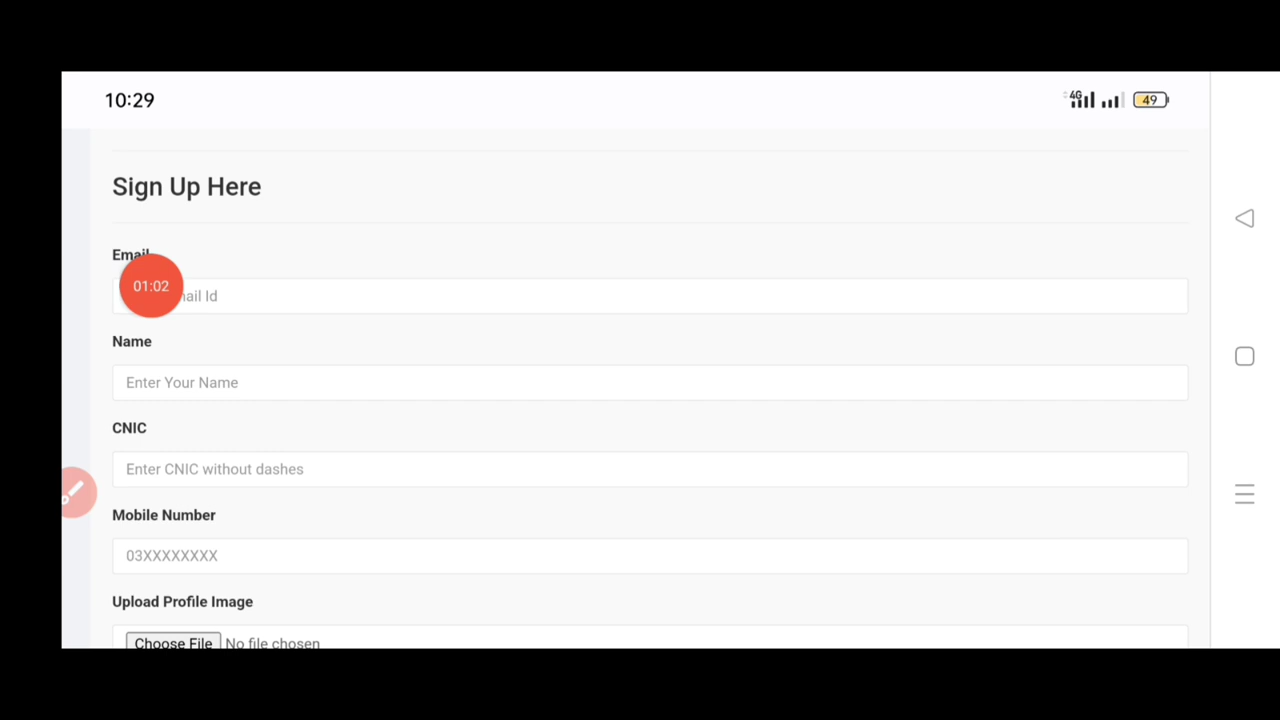 10:29
4G
49
Sign Up Here
Email
01:02
Id
Name
Enter Your Name
CNIC
Enter CNIC without dashes
Mobile Number
03XXXXXXXX
Upload Profile Image
Choose File No file chosen